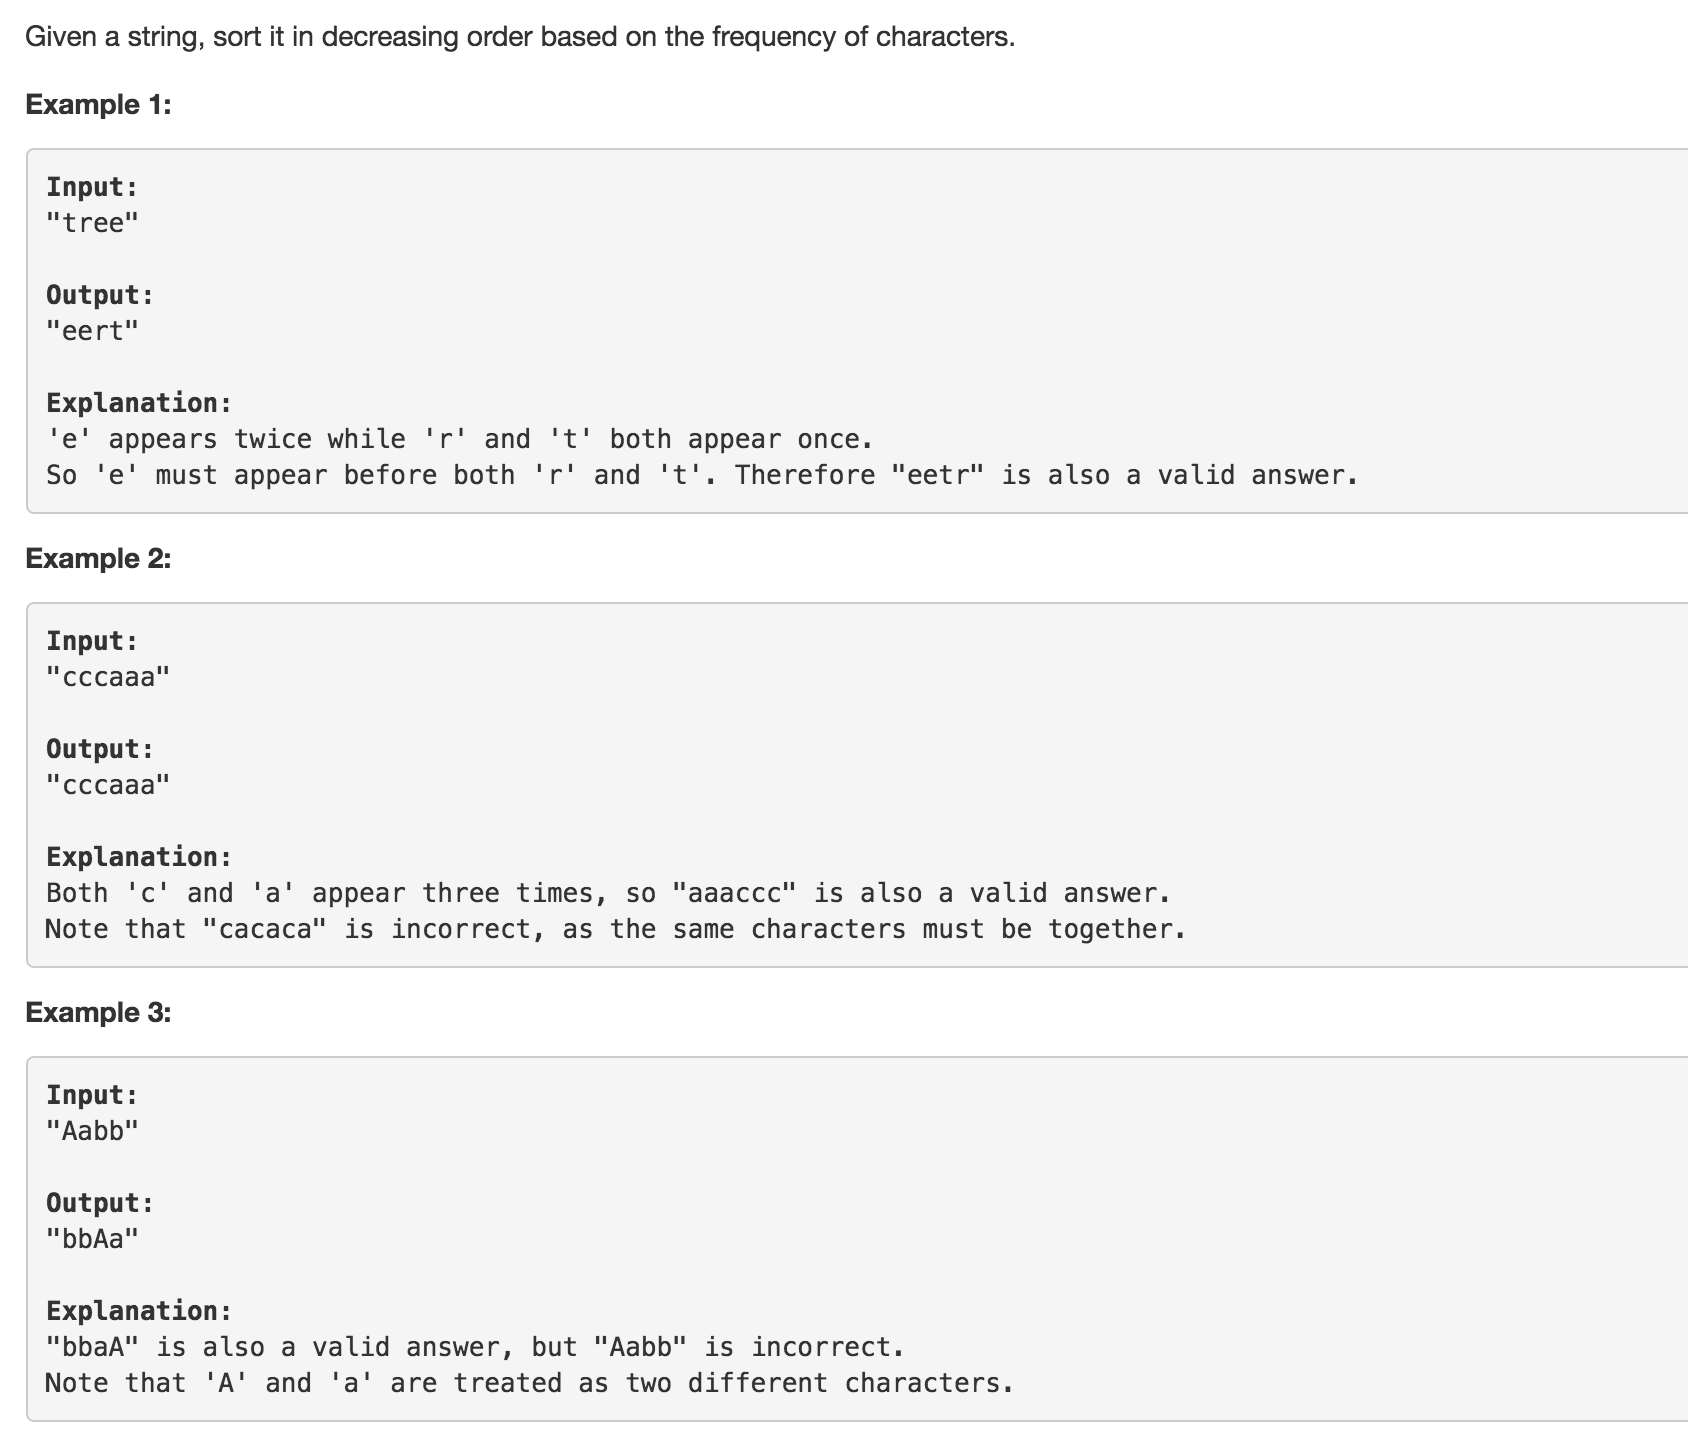 Given a string, sort it in decreasing order based on the frequency of characters.
Example 1:
Input:
"tree"
Output:
"eert"
Explanation:
'e' appears twice while 'r' and 't' both appear once.
So 'e' must appear before both 'r' and 't'. Therefore "eetr" is also a valid answer.
Example 2:
Input:
"cccaaa"
Output:
"cccaaa"
Explanation:
Both 'c' and 'a' appear three times, so "aaaccc" is also a valid answer.
Note that "cacaca" is incorrect, as the same characters must be together.
Example 3:
Input:
"Aabb"
Output:
"bbAa"
Explanation:
"bbaA" is also a valid answer, but "Aabb" is incorrect.
Note that 'A' and 'a' are treated as two different characters.